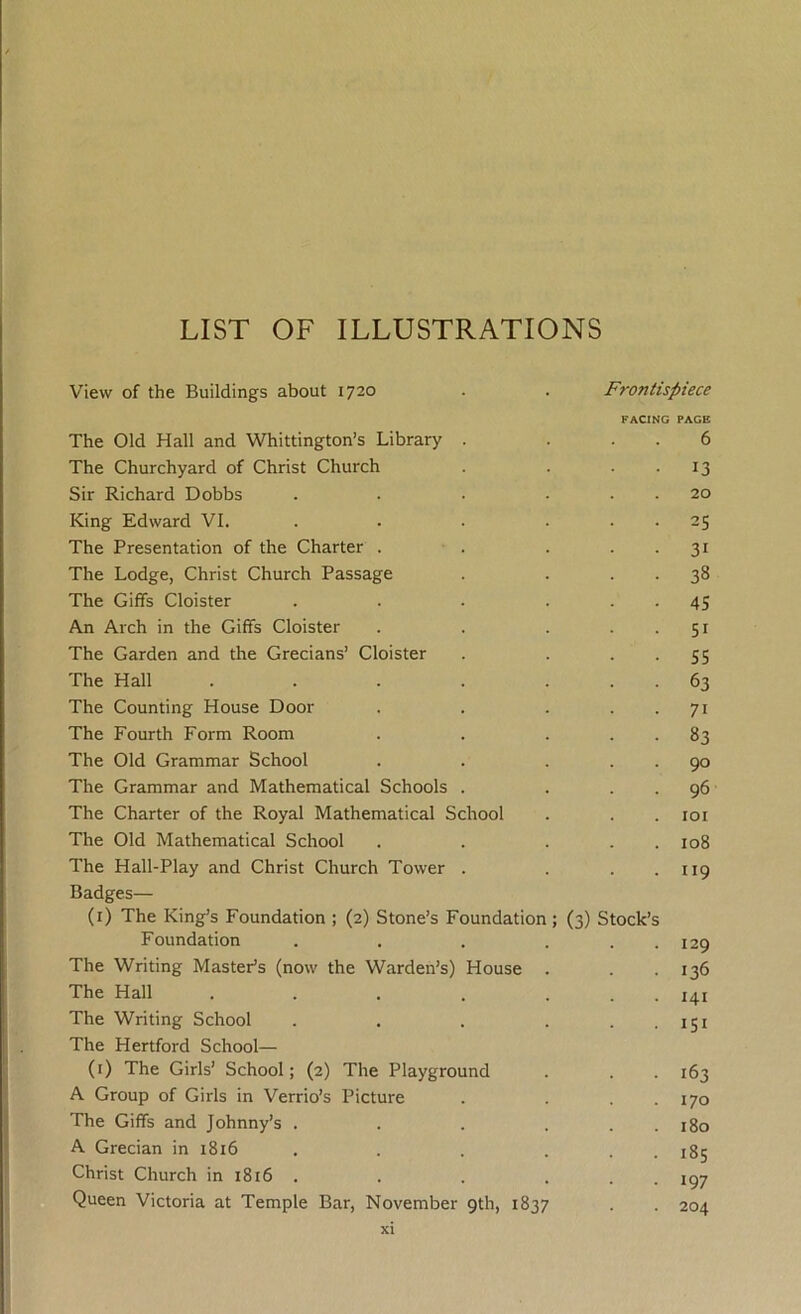 LIST OF ILLUSTRATIONS
View of the Buildings about 1720 . . Frontispiece
FACING PAGE
The Old Hall and Whittington's Library . . . . 6
The Churchyard of Christ Church . . . . 13
Sir Richard Dobbs . . . . . . 20
King Edward VI. . . . . . . 25
The Presentation of the Charter . . . . . 31
The Lodge, Christ Church Passage . . . . 38
The Giffs Cloister . . . . . . 45
An Arch in the Giffs Cloister . . . . . 51
The Garden and the Grecians' Cloister . . . . 55
The Hall . . . . . . . 63
The Counting House Door . . . . . 71
The Fourth Form Room . . . . . 83
The Old Grammar School . . . . . 90
The Grammar and Mathematical Schools . . . . 96
The Charter of the Royal Mathematical School . . . 101
The Old Mathematical School . . . . . 108
The Hall-Play and Christ Church Tower . . . . 119
Badges—
(1) The King's Foundation ; (2) Stone's Foundation ; (3) Stock's
Foundation . . . . . . 129
The Writing Master's (now the Warden's) House . . . 136
The Hall . . . . . . . 141
The Writing School . . . . . . 151
The Hertford School—
(1) The Girls' School ; (2) The Playground . . . 163
A Group of Girls in Verrio's Picture . . . . 170
The Giffs and Johnny's . . . . . . 180
A Grecian in 1816 . . . . . . 185
Christ Church in 1816 . . . . . . 197
Queen Victoria at Temple Bar, November 9th, 1837 . . 204
xi